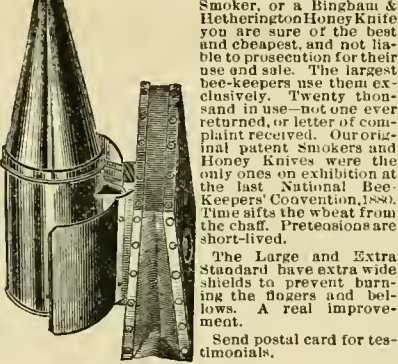 Smoker, or a Bingham &
Hetherington Honey Knife
you are sure of the best
and cheapest, and not lia-
ble to prosecution for their
use and sale. The largest
bee-keepers use them ex-
clusively. Twenty thou-
sand in use—not one ever
returned, or letter of com-
plaint received. Our orig-
inal patent Smokers and
Honey Knives were the
only ones on exhibition at
the last National Bee-
Keepers' Convention, 1880.
Time sifts the wheat from
the chaff. Pretensions are
short-lived.
The Large and Extra
Standard have extra wide
shields to prevent burn-
ing the fingers and bel-
lows. A real improve-
ment.
Send postal card for tes-
timonials.